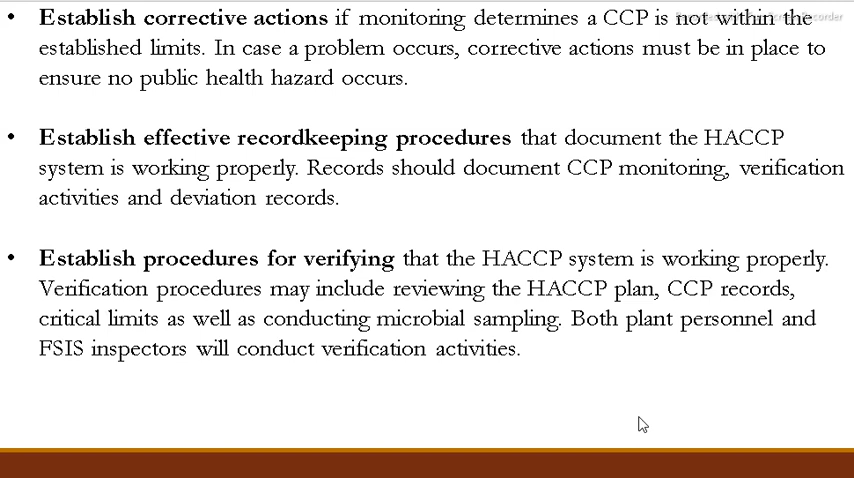 • Establish corrective actions if monitoring determines a CCP is not within the
established limits. In case a problem occurs, corrective actions must be in place to
ensure no public health hazard occurs.
• Establish effective recordkeeping procedures that document the HACCP
system is working properly. Records should document CCP monitoring, verification
activities and deviation records.
• Establish procedures for verifying that the HACCP system is working properly.
Verification procedures may include reviewing the HACCP plan, CCP records,
critical limits as well as conducting microbial sampling. Both plant personnel and
FSIS inspectors will conduct verification activities.